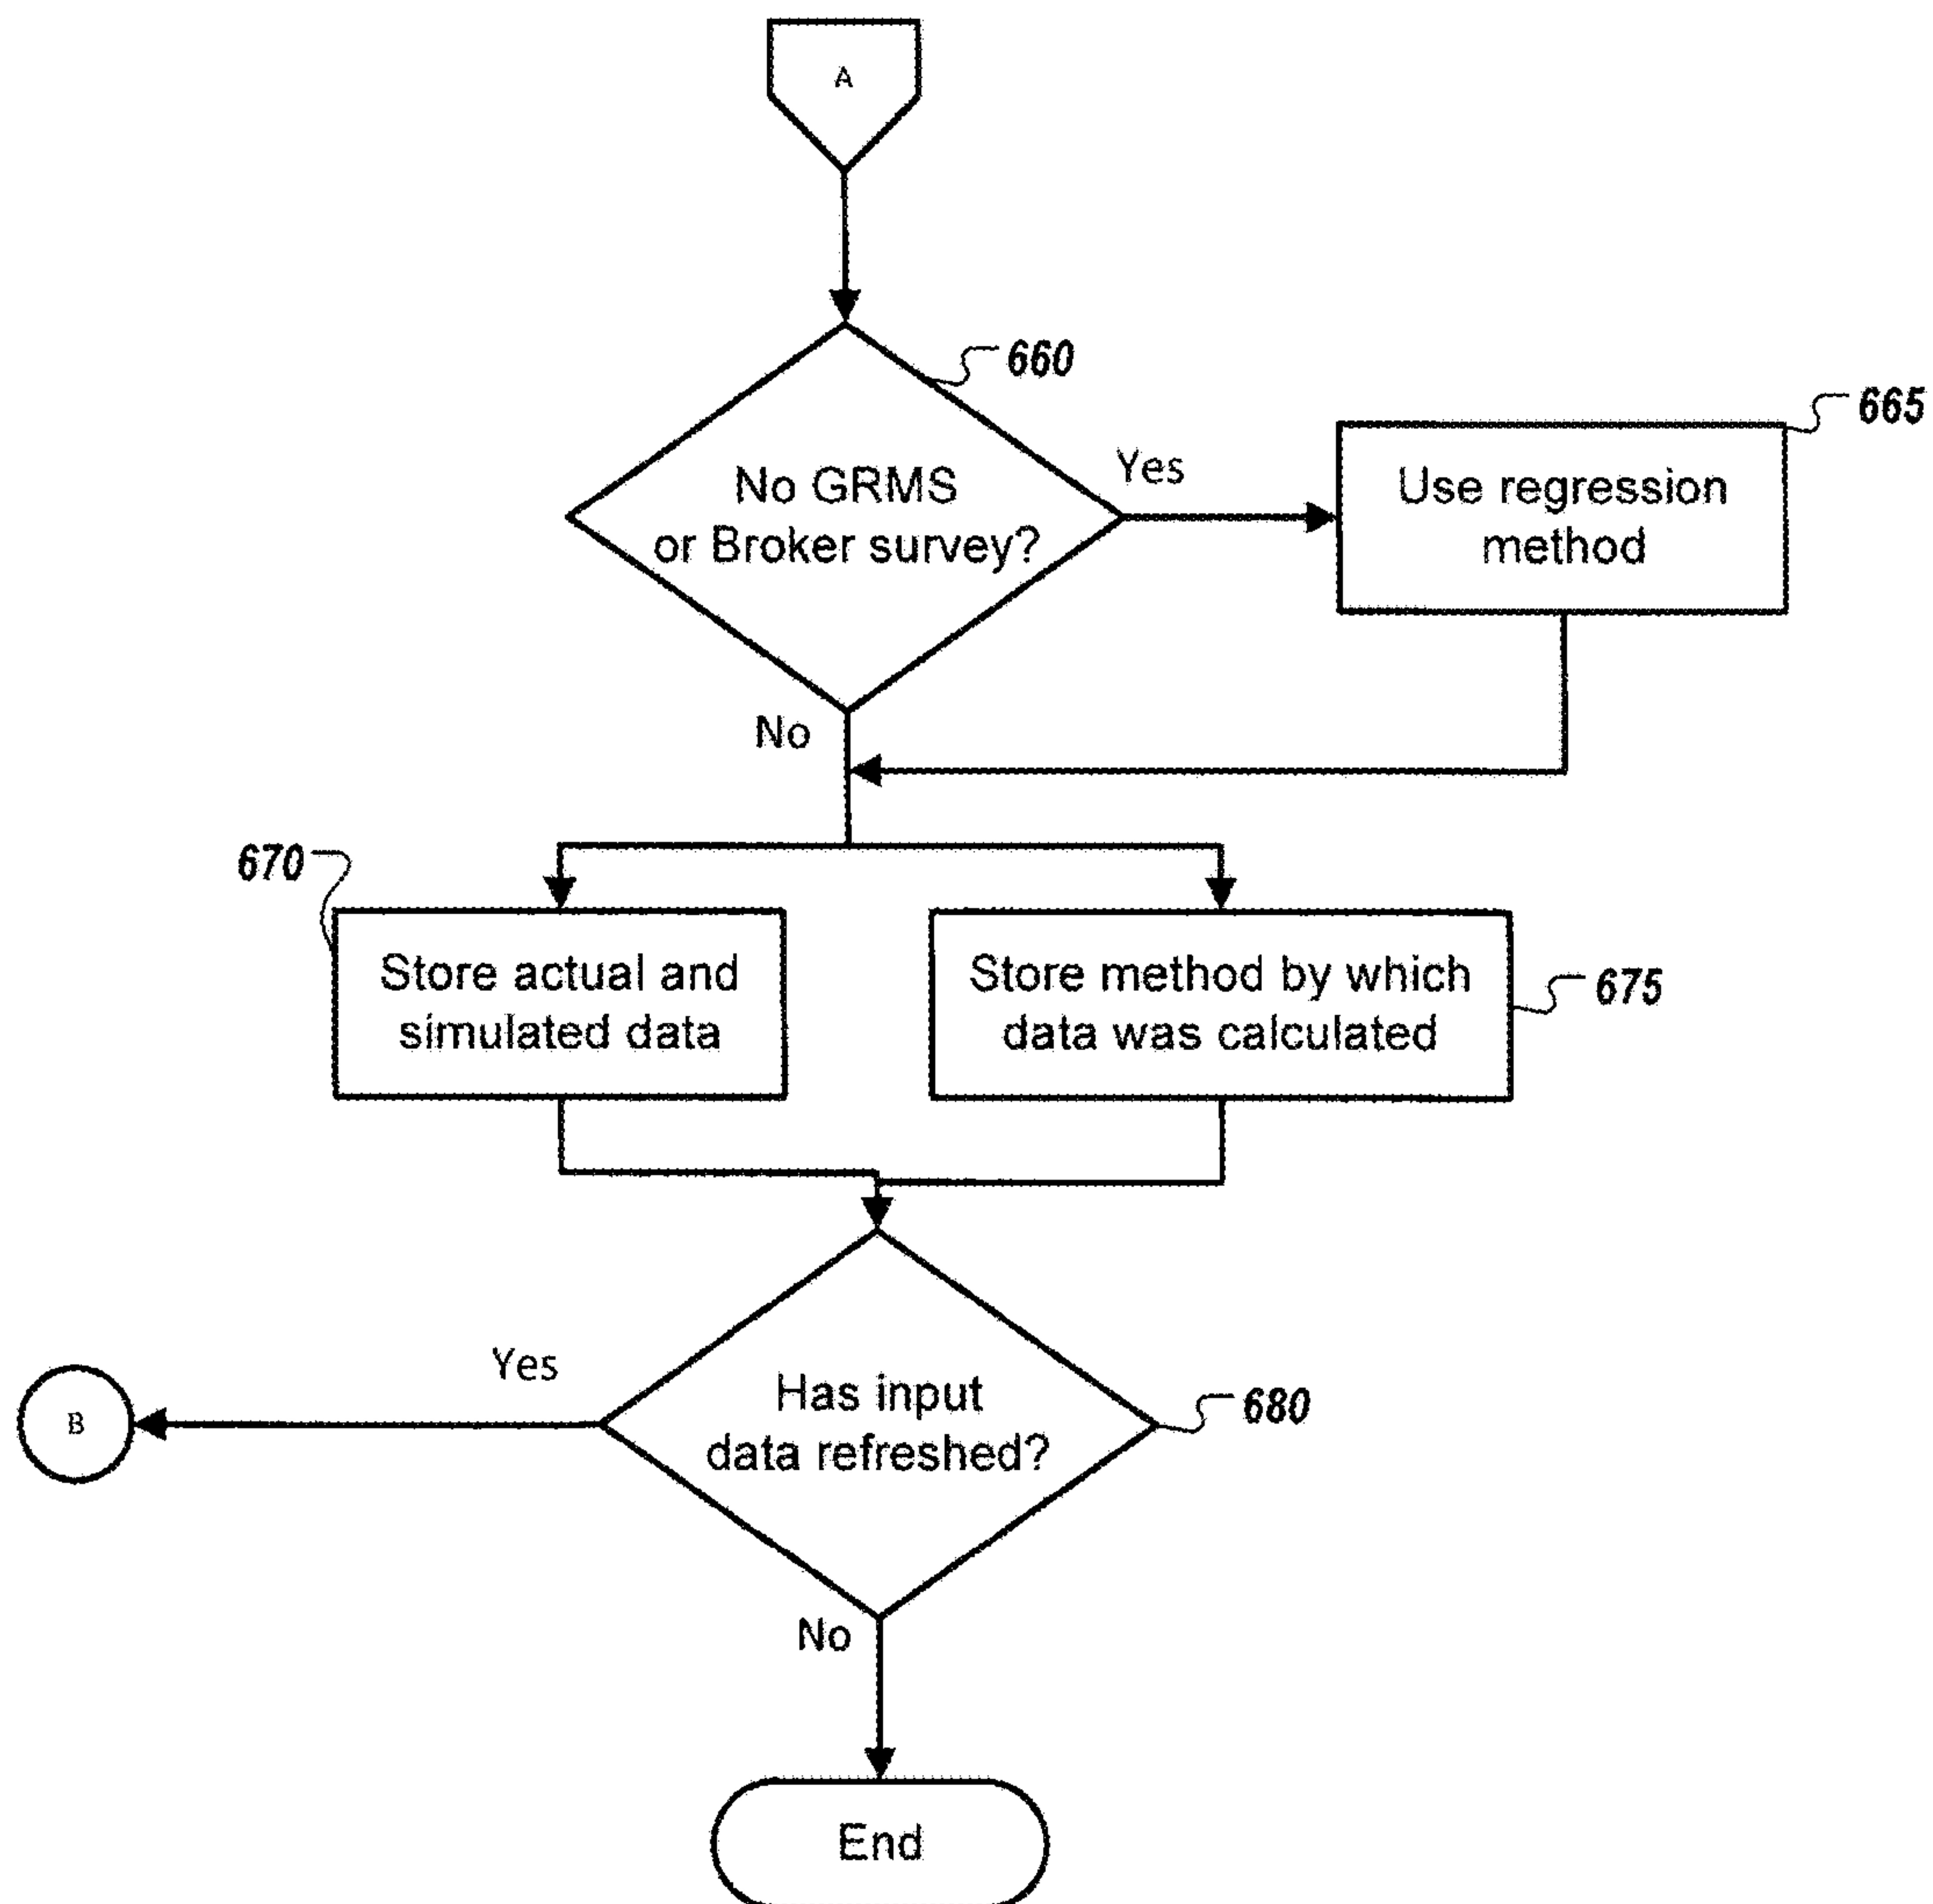 A
660
No GRMS
or Broker survey?
Yes
665
Use regression
method
No
670
Store actual and
simulated data
Store method by which
data was calculated
675
Yes
B
Has input
data refreshed?
680
No
End